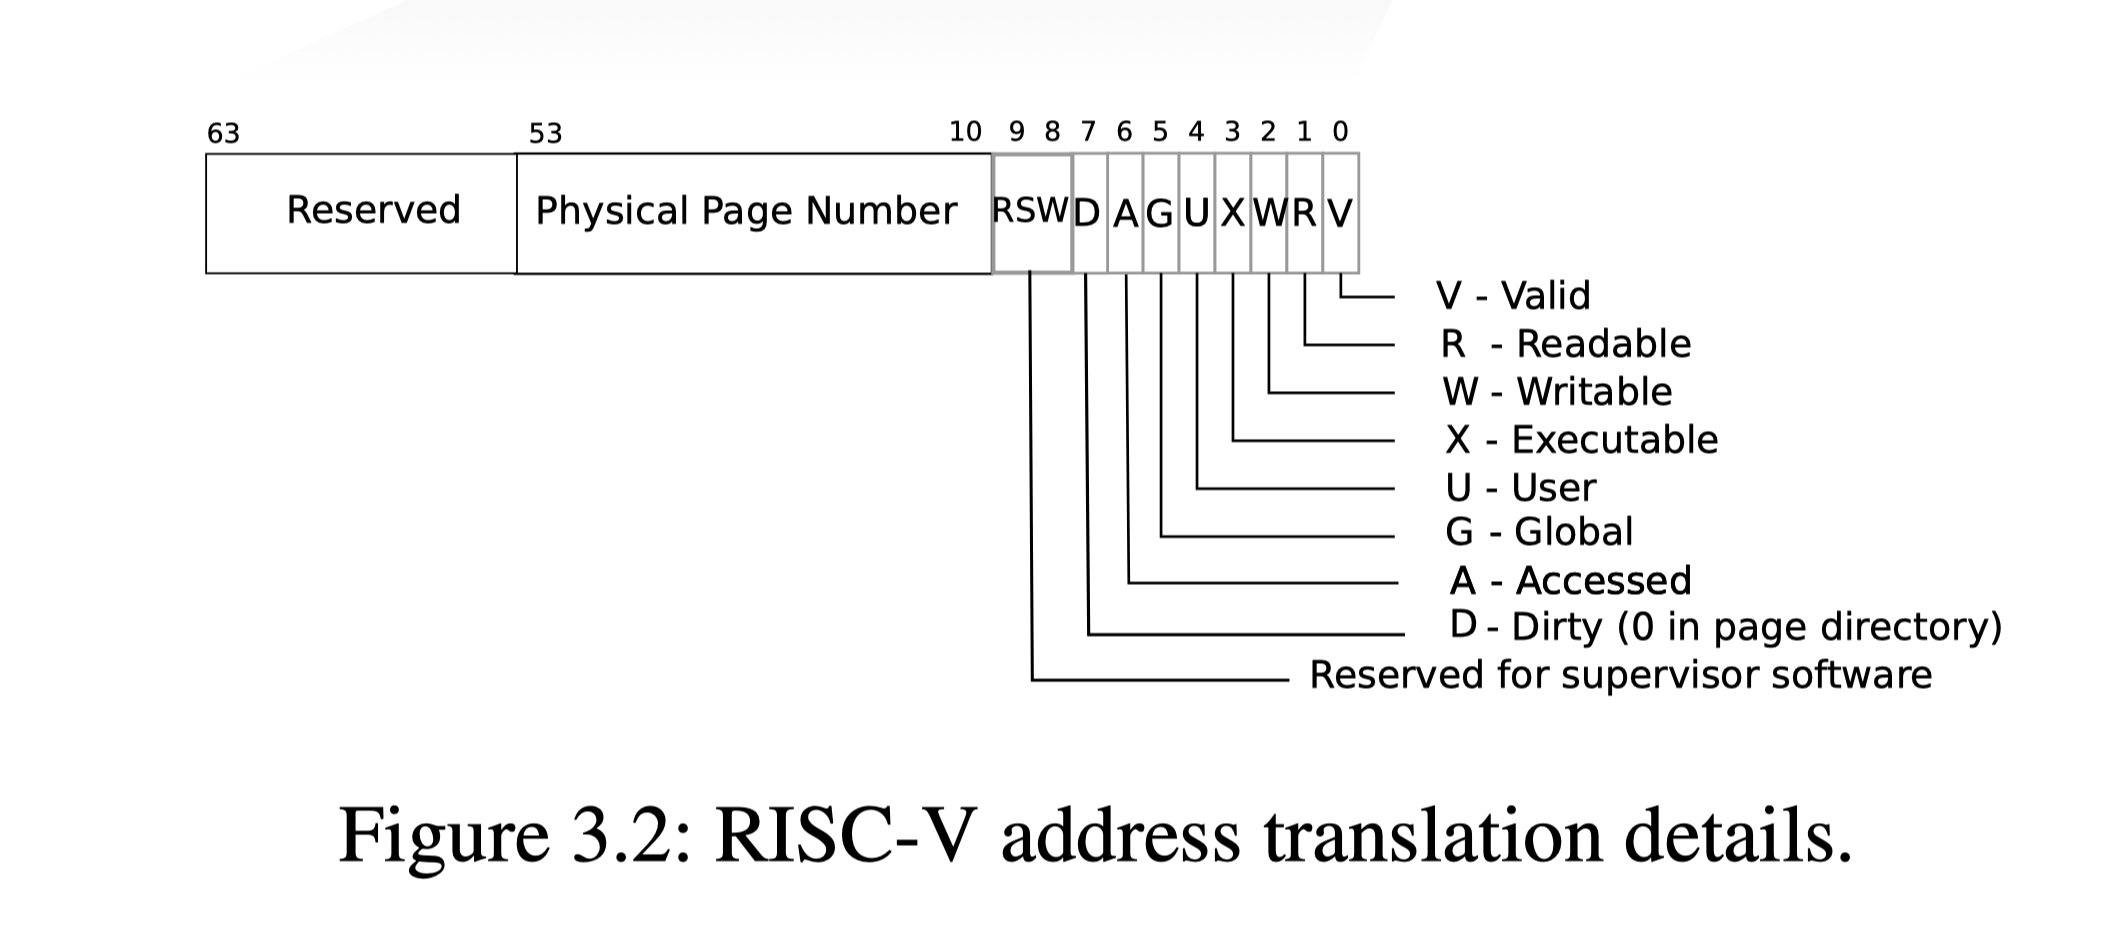 63 53 10 9 8 7 6 5 4 3 2 1 0
Reserved Physical Page Number RSW D A G U X W R V
V - Valid
R - Readable
W - Writable
X - Executable
U - User
G - Global
A - Accessed
D - Dirty (0 in page directory)
Reserved for supervisor software
Figure 3.2: RISC-V address translation details.